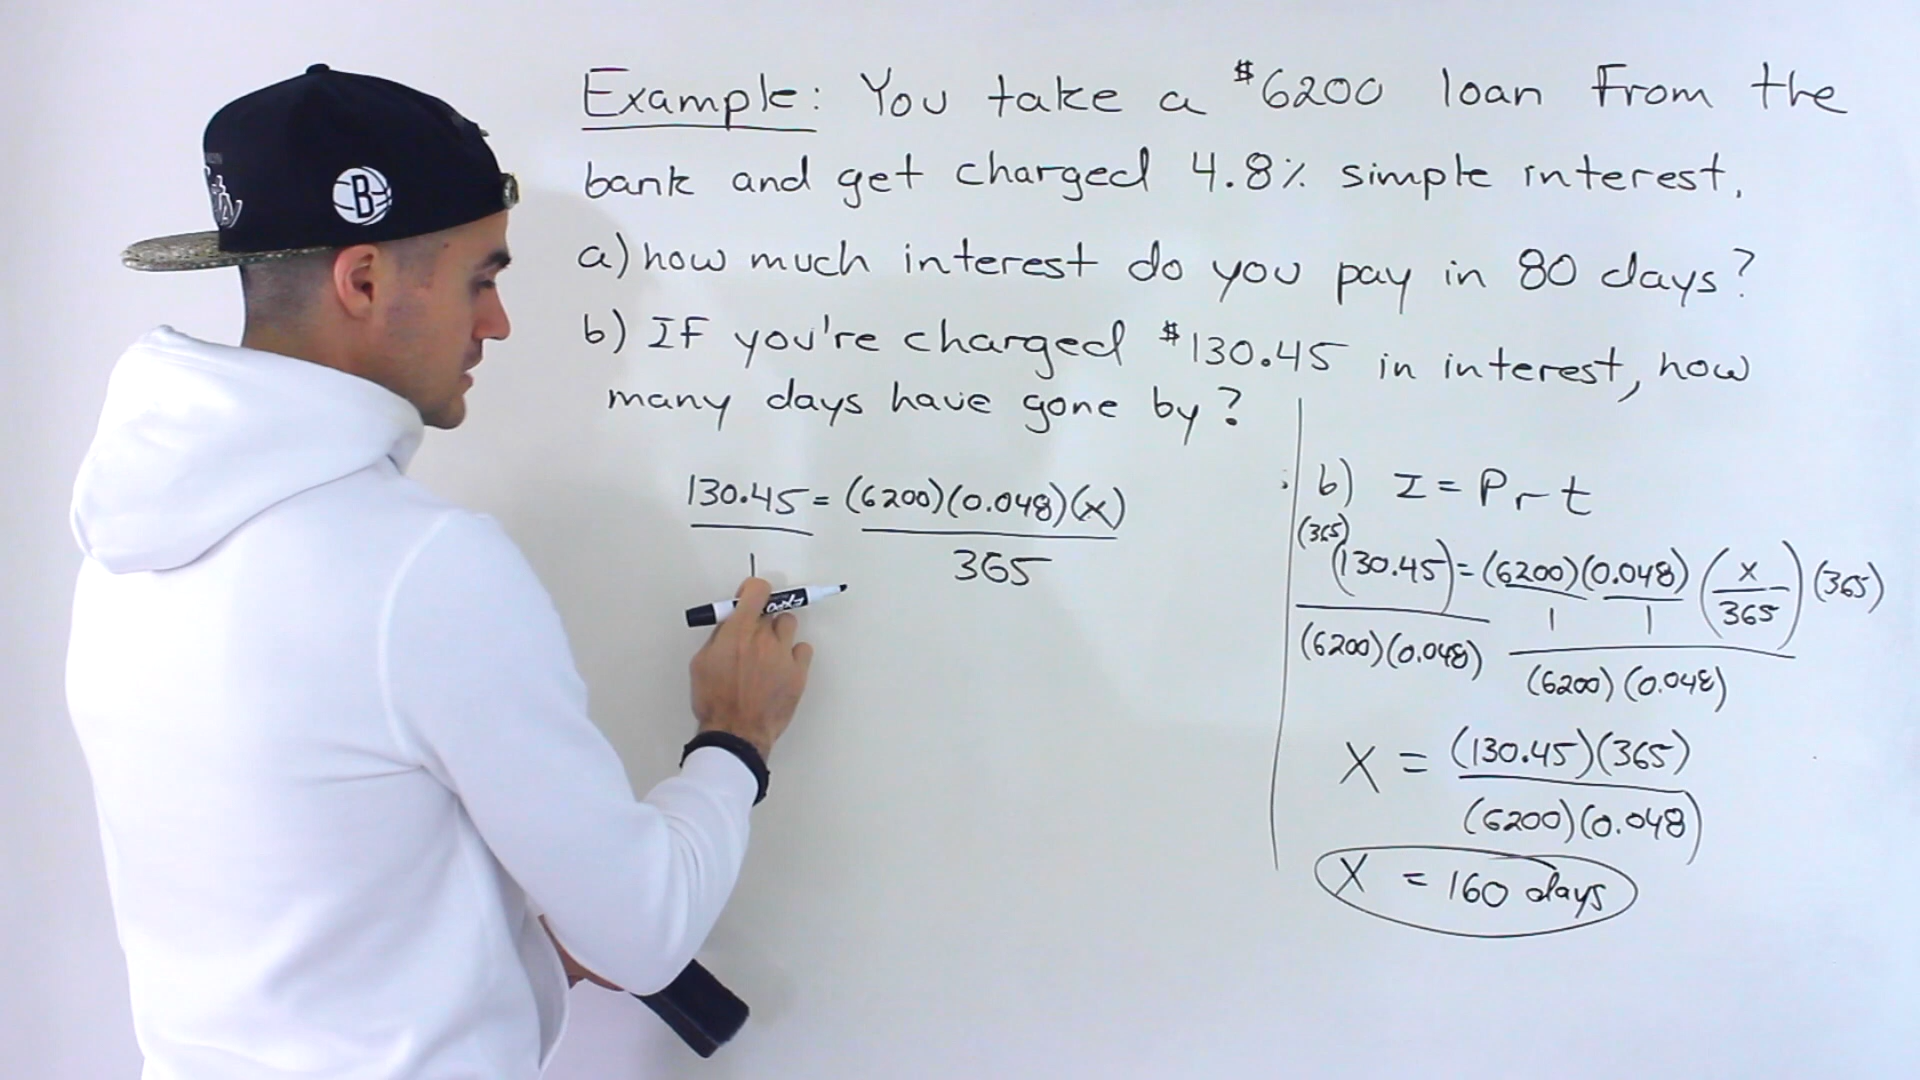 Example: You take a $6200 loan from the
bank and get charged 4.8% simple interest.
a) how much interest do you pay in 80 days?
b) If you're charged $130.45 in interest, how
many days have gone by?
130.45 = (6200)(0.048)(x)
1 365
b) I = Prt
(365)(130.45) = (6200)(0.048)(x/365)(365)
1 1
(6200)(0.048) (6200)(0.048)
X = (130.45)(365)
(6200)(0.048)
X = 160 days
B
Expo